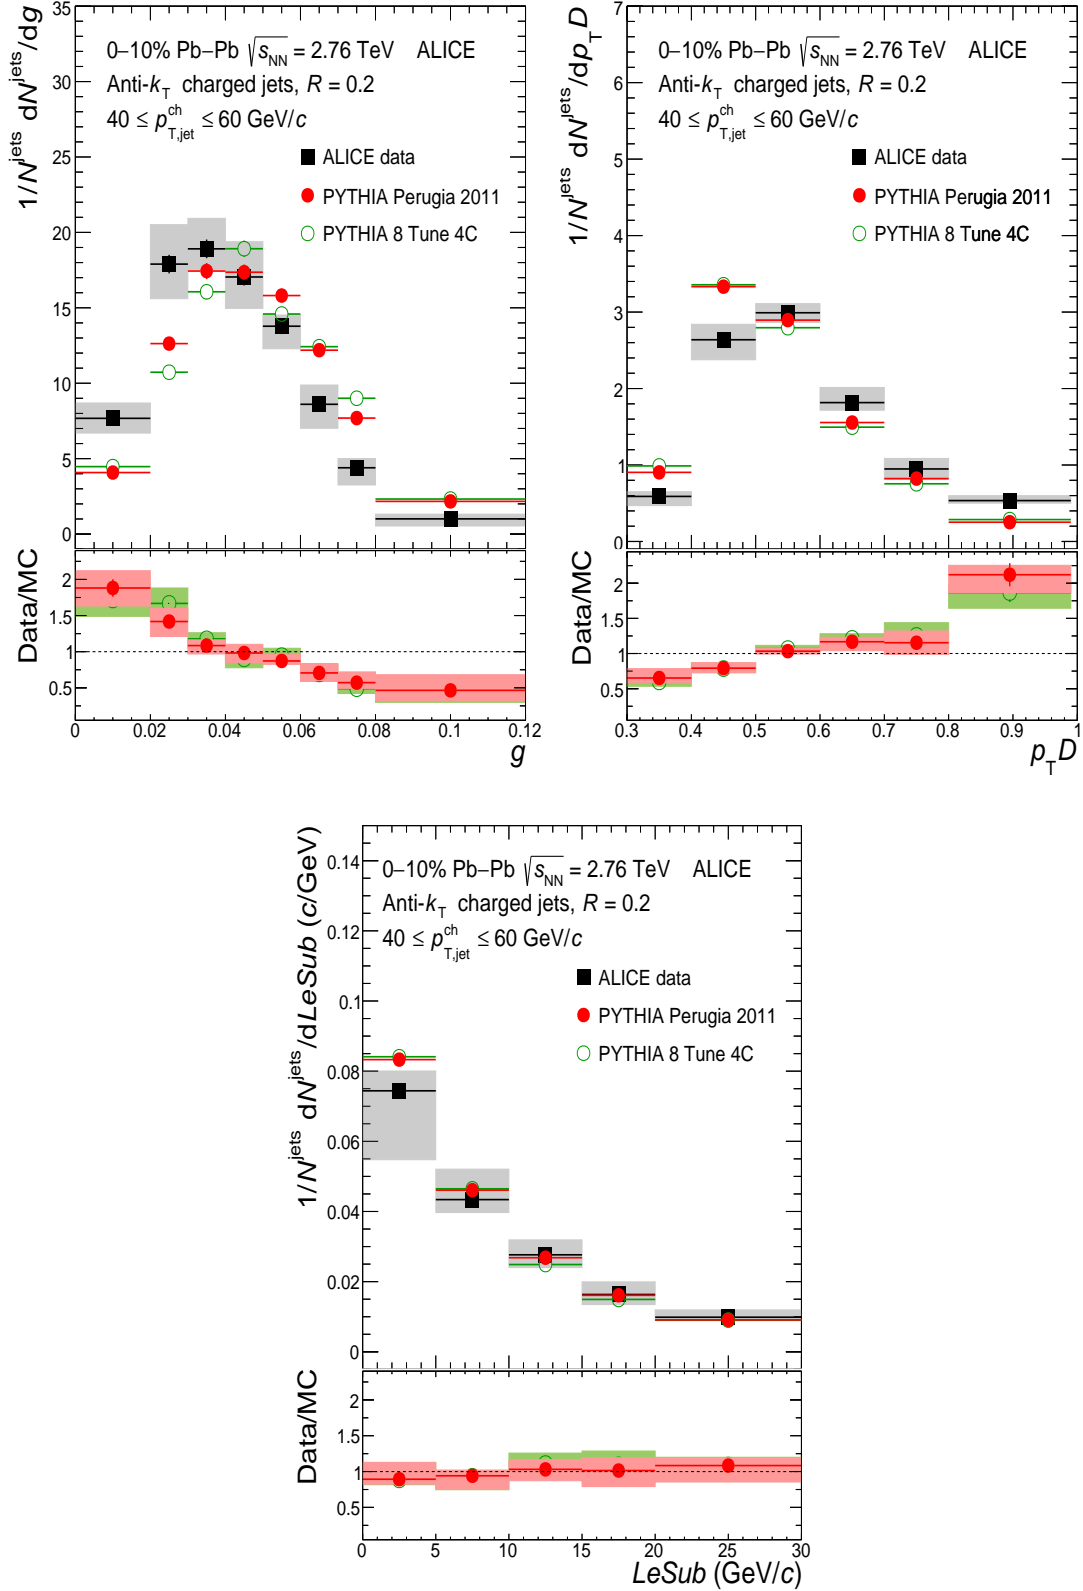 1/N^jets dN^jets/dg
35
30
25
20
15
10
5
0
0–10% Pb–Pb √s_NN = 2.76 TeV ALICE
Anti-k_T charged jets, R = 0.2
40 ≤ p_T,jet^ch ≤ 60 GeV/c
ALICE data
PYTHIA Perugia 2011
PYTHIA 8 Tune 4C
Data/MC
2
1.5
1
0.5
0 0.02 0.04 0.06 0.08 0.1 0.12
g
1/N^jets dN^jets/dp_T D
7
6
5
4
3
2
1
0
0–10% Pb–Pb √s_NN = 2.76 TeV ALICE
Anti-k_T charged jets, R = 0.2
40 ≤ p_T,jet^ch ≤ 60 GeV/c
ALICE data
PYTHIA Perugia 2011
PYTHIA 8 Tune 4C
Data/MC
2
1.5
1
0.5
0.3 0.4 0.5 0.6 0.7 0.8 0.9 1
p_T D
1/N^jets dN^jets/dLeSub (c/GeV)
0.14
0.12
0.1
0.08
0.06
0.04
0.02
0
0–10% Pb–Pb √s_NN = 2.76 TeV ALICE
Anti-k_T charged jets, R = 0.2
40 ≤ p_T,jet^ch ≤ 60 GeV/c
ALICE data
PYTHIA Perugia 2011
PYTHIA 8 Tune 4C
Data/MC
2
1.5
1
0.5
0 5 10 15 20 25 30
LeSub (GeV/c)